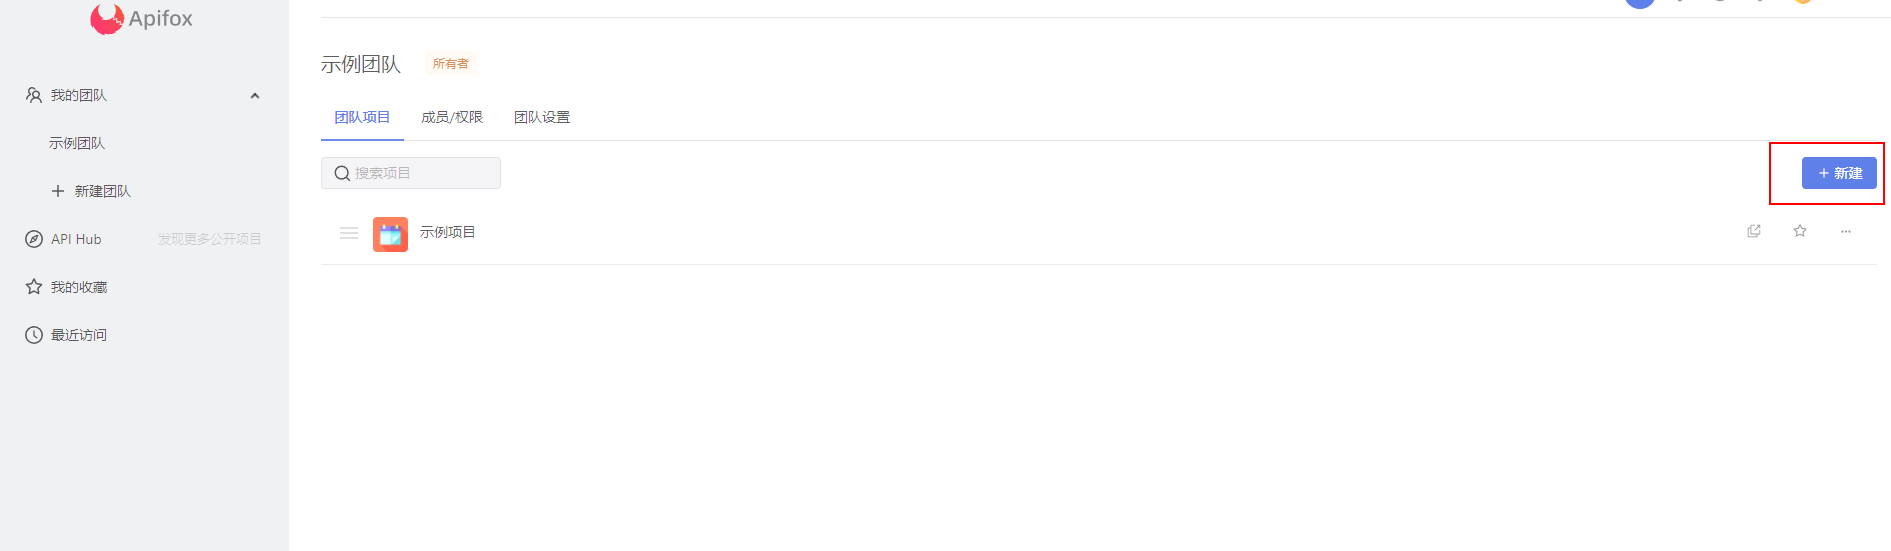 Apifox
我的团队
示例团队
新建团队
API Hub 发现更多公开项目
我的收藏
最近访问
示例团队 所有者
团队项目 成员/权限 团队设置
搜索项目
+ 新建
示例项目